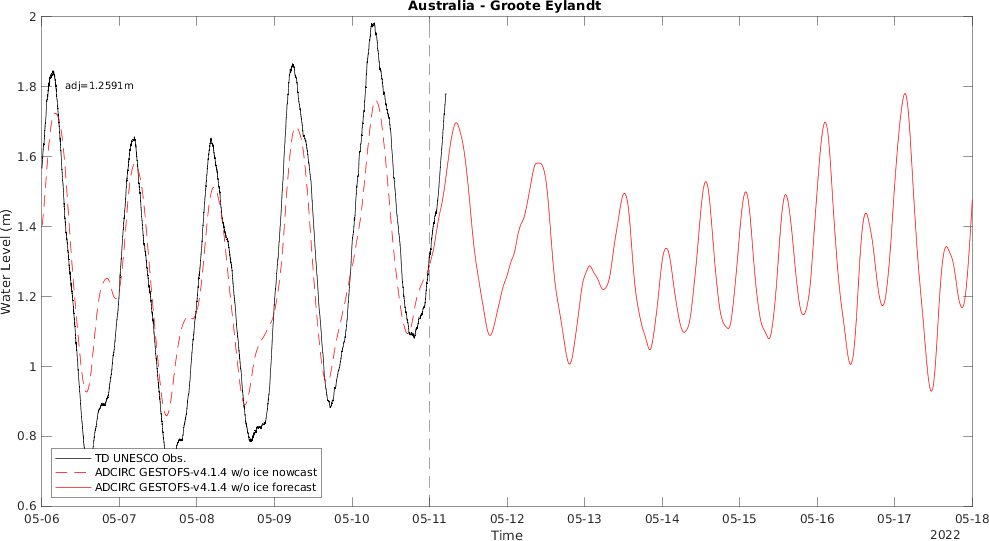 Australia - Groote Eylandt
2
1.8
1.6
1.4
1.2
1
0.8
0.6
Water Level (m)
adj=1.2591m
TD UNESCO Obs.
ADCIRC GESTOFS-v4.1.4 w/o ice nowcast
ADCIRC GESTOFS-v4.1.4 w/o ice forecast
05-06 05-07 05-08 05-09 05-10 05-11 05-12 05-13 05-14 05-15 05-16 05-17 05-18
Time
2022